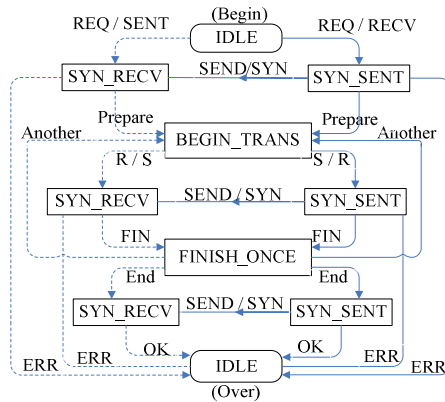 (Begin)
REQ / SENT
IDLE
REQ / RECV
SYN_RECV
SEND/SYN
SYN_SENT
Prepare
Prepare
Another
BEGIN_TRANS
Another
R / S
S / R
SYN_RECV
SEND / SYN
SYN_SENT
FIN
FIN
FINISH_ONCE
End
End
SYN_RECV
SEND / SYN
SYN_SENT
OK
OK
ERR
ERR
IDLE
ERR
ERR
(Over)